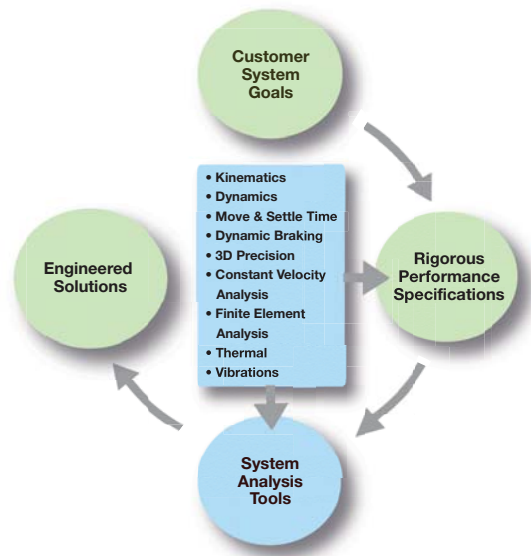 Customer
System
Goals
• Kinematics
• Dynamics
• Move & Settle Time
• Dynamic Braking
• 3D Precision
• Constant Velocity
Analysis
• Finite Element
Analysis
• Thermal
• Vibrations
Engineered
Solutions
Rigorous
Performance
Specifications
System
Analysis
Tools